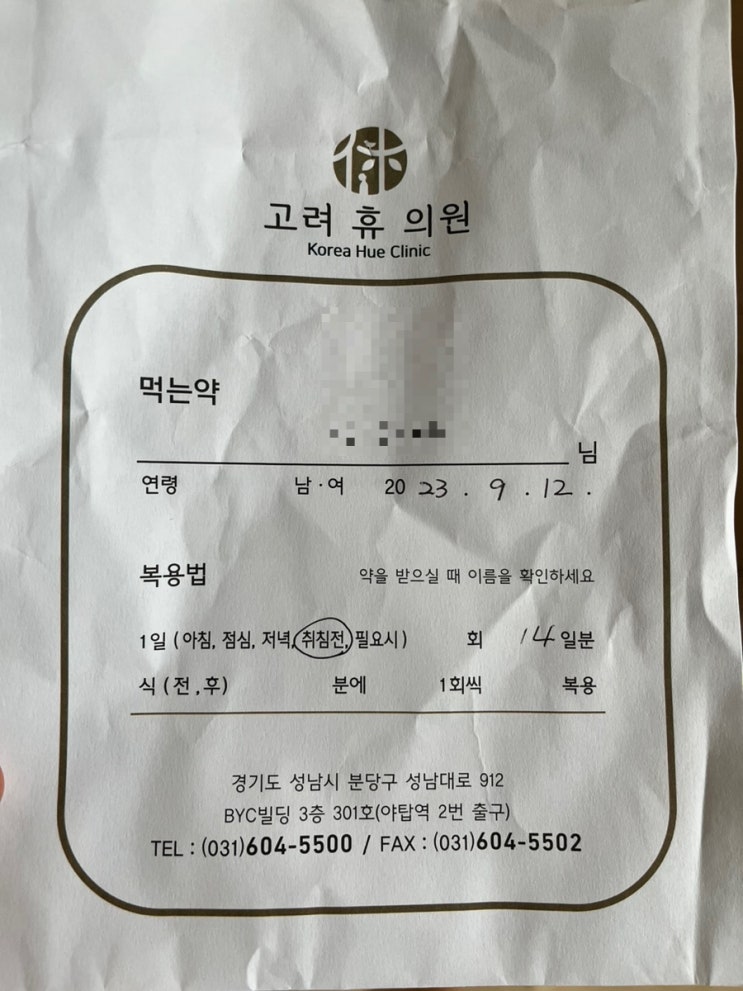 고려 휴 의원
Korea Hue Clinic
먹는약
님
연령 남·여 20 23 . 9 . 12 .
복용법 약을 받으실 때 이름을 확인하세요
1일 (아침, 점심, 저녁, 취침전, 필요시) 회 14 일분
식 (전,후) 분에 1회씩 복용
경기도 성남시 분당구 성남대로 912
BYC빌딩 3층 301호(야탑역 2번 출구)
TEL : (031)604-5500 / FAX : (031)604-5502